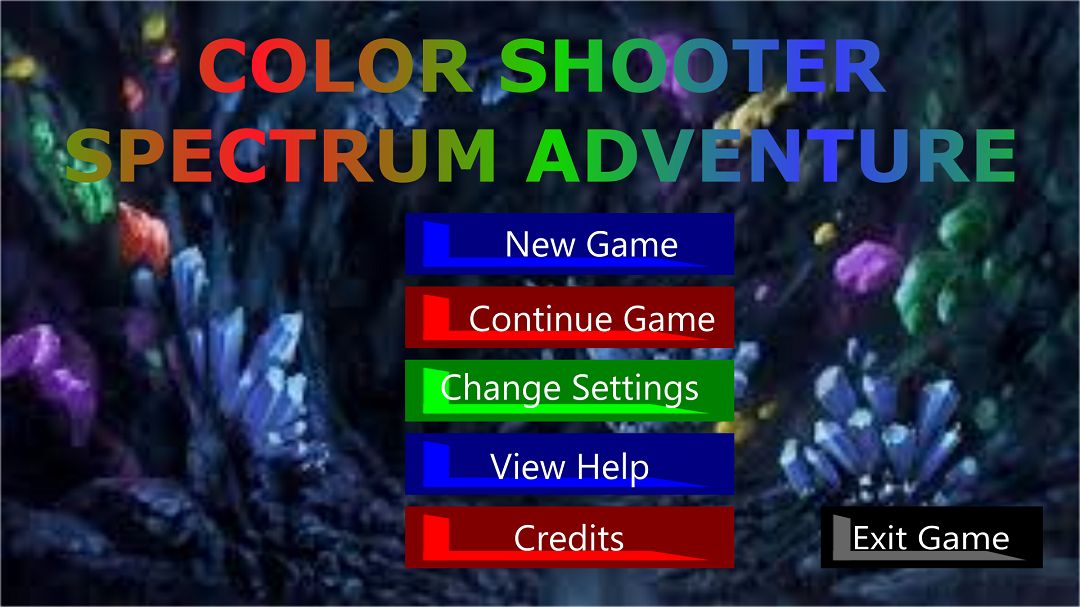 COLOR SHOOTER
SPECTRUM ADVENTURE
New Game
Continue Game
Change Settings
View Help
Credits
Exit Game